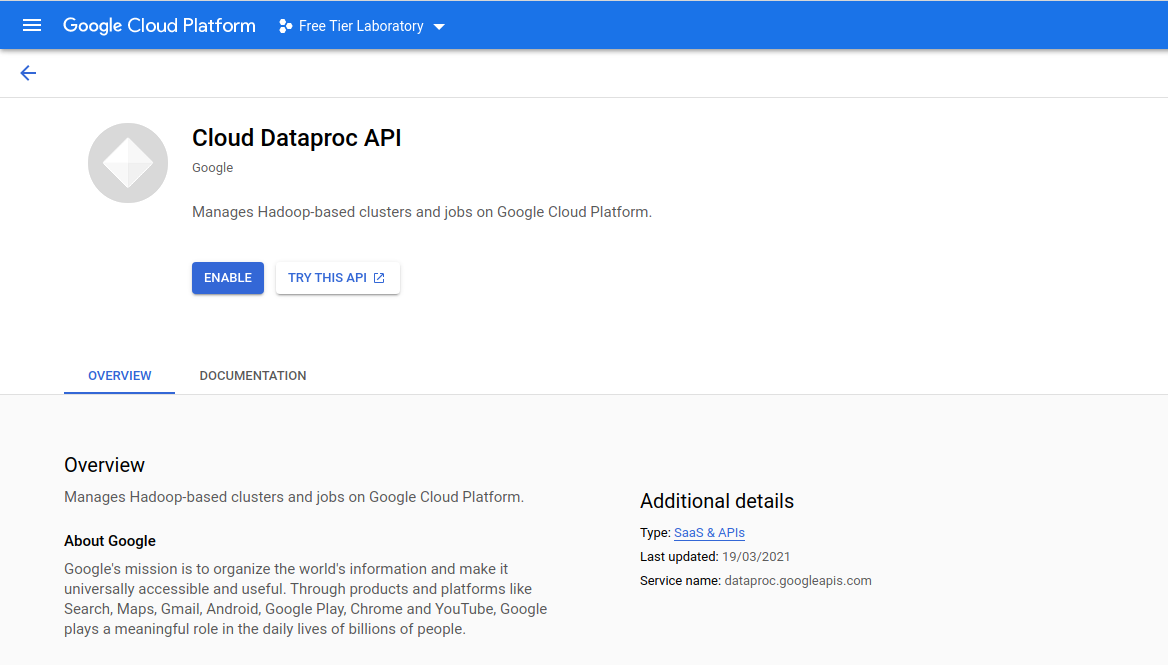 Google Cloud Platform
Free Tier Laboratory
Cloud Dataproc API
Google
Manages Hadoop-based clusters and jobs on Google Cloud Platform.
ENABLE
TRY THIS API
OVERVIEW
DOCUMENTATION
Overview
Manages Hadoop-based clusters and jobs on Google Cloud Platform.
About Google
Google's mission is to organize the world's information and make it
universally accessible and useful. Through products and platforms like
Search, Maps, Gmail, Android, Google Play, Chrome and YouTube, Google
plays a meaningful role in the daily lives of billions of people.
Additional details
Type: SaaS & APIs
Last updated: 19/03/2021
Service name: dataproc.googleapis.com